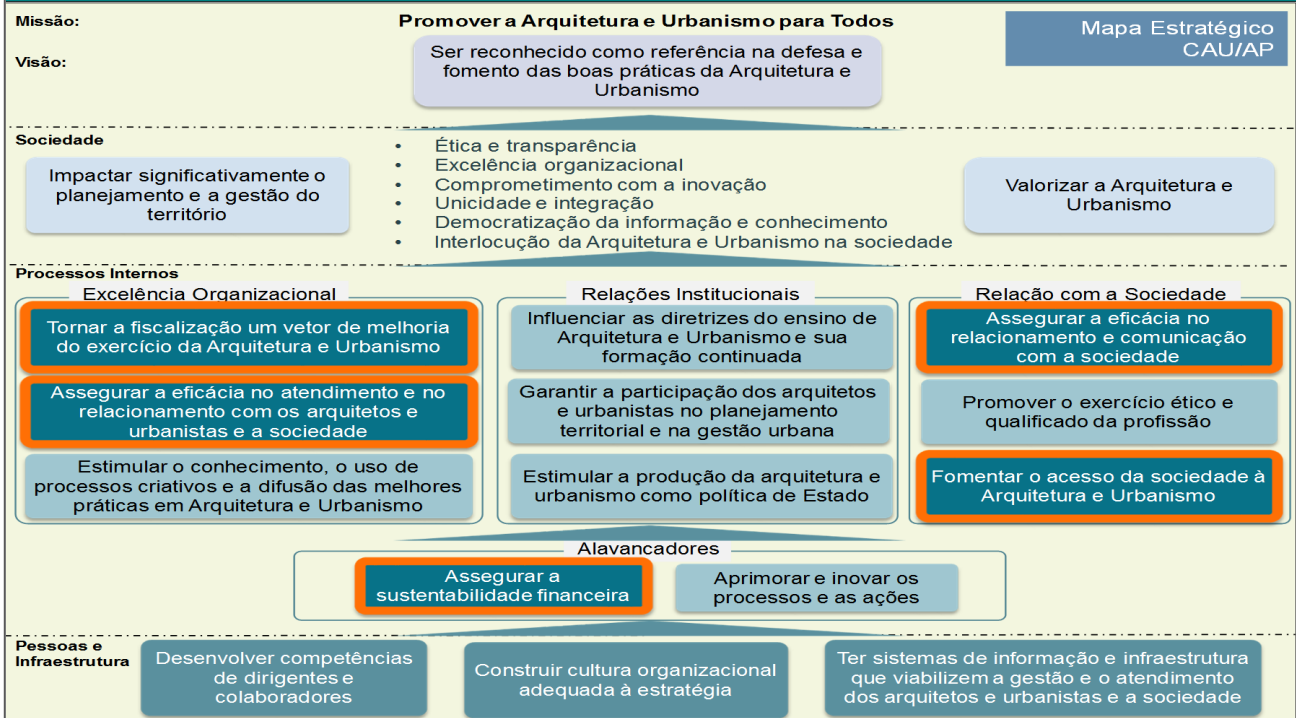 Missão:
Promover a Arquitetura e Urbanismo para Todos
Mapa Estratégico
CAU/AP
Visão:
Ser reconhecido como referência na defesa e
fomento das boas práticas da Arquitetura e
Urbanismo
Sociedade
Impactar significativamente o
planejamento e a gestão do
território
• Ética e transparência
• Excelência organizacional
• Comprometimento com a inovação
• Unicidade e integração
• Democratização da informação e conhecimento
• Interlocução da Arquitetura e Urbanismo na sociedade
Valorizar a Arquitetura e
Urbanismo
Processos Internos
Excelência Organizacional
Tornar a fiscalização um vetor de melhoria
do exercício da Arquitetura e Urbanismo
Assegurar a eficácia no atendimento e no
relacionamento com os arquitetos e
urbanistas e a sociedade
Estimular o conhecimento, o uso de
processos criativos e a difusão das melhores
práticas em Arquitetura e Urbanismo
Relações Institucionais
Influenciar as diretrizes do ensino de
Arquitetura e Urbanismo e sua
formação continuada
Garantir a participação dos arquitetos
e urbanistas no planejamento
territorial e na gestão urbana
Estimular a produção da arquitetura e
urbanismo como política de Estado
Relação com a Sociedade
Assegurar a eficácia no
relacionamento e comunicação
com a sociedade
Promover o exercício ético e
qualificado da profissão
Fomentar o acesso da sociedade à
Arquitetura e Urbanismo
Alavancadores
Assegurar a
sustentabilidade financeira
Aprimorar e inovar os
processos e as ações
Pessoas e
Infraestrutura
Desenvolver competências
de dirigentes e
colaboradores
Construir cultura organizacional
adequada à estratégia
Ter sistemas de informação e infraestrutura
que viabilizem a gestão e o atendimento
dos arquitetos e urbanistas e a sociedade